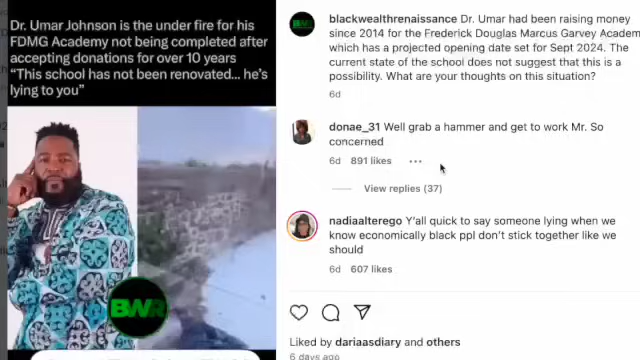 Dr. Umar Johnson is the under fire for his
FDMG Academy not being completed after
accepting donations for over 10 years
“This school has not been renovated... he's
lying to you”
BWR
blackwealthrenaissance Dr. Umar had been raising money
since 2014 for the Frederick Douglas Marcus Garvey Academ
which has a projected opening date set for Sept 2024. The
current state of the school does not suggest that this is a
possibility. What are your thoughts on this situation?
6d
donae_31 Well grab a hammer and get to work Mr. So
concerned
6d 891 likes ...
View replies (37)
nadiaalterego Y'all quick to say someone lying when we
know economically black ppl don't stick together like we
should
6d 607 likes
Liked by dariaasdiary and others
6 days ago